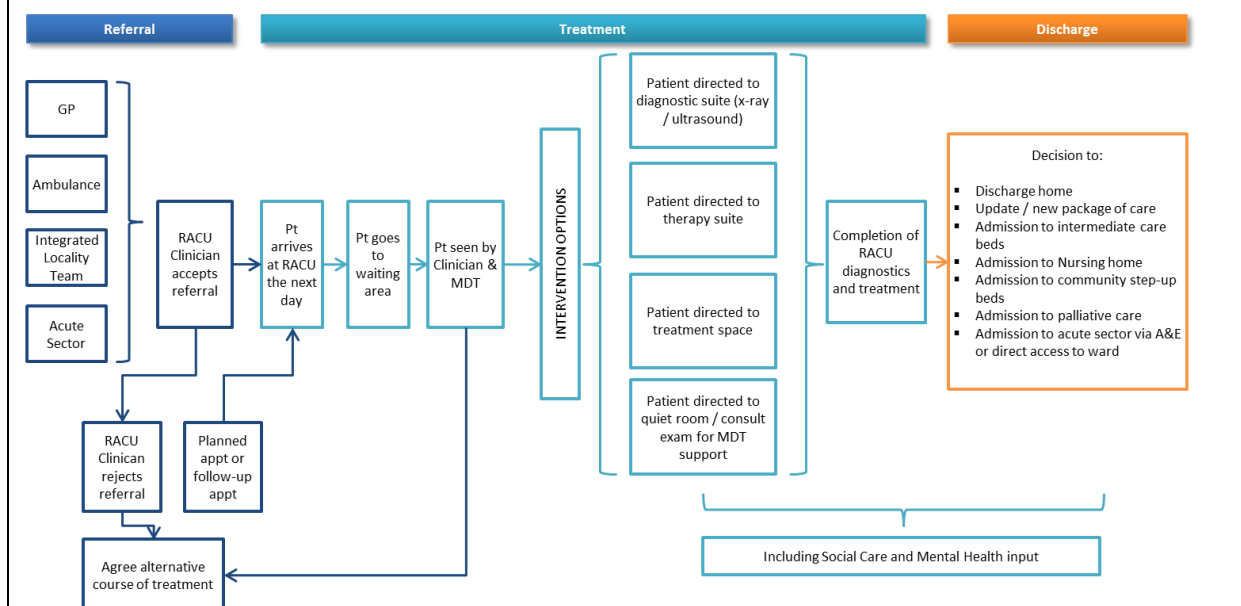 Referral
Treatment
Discharge
GP
Ambulance
Integrated
Locality
Team
Acute
Sector
RACU
Clinician
accepts
referral
RACU
Clinican
rejects
referral
Planned
appt or
follow-up
appt
Agree alternative
course of treatment
Pt
arrives
at RACU
the next
day
Pt goes
to
waiting
area
Pt seen by
Clinician &
MDT
INTERVENTION OPTIONS
Patient directed to
diagnostic suite (x-ray
/ ultrasound)
Patient directed to
therapy suite
Patient directed to
treatment space
Patient directed to
quiet room / consult
exam for MDT
support
Completion of
RACU
diagnostics
and treatment
Decision to:
▪ Discharge home
▪ Update / new package of care
▪ Admission to intermediate care
beds
▪ Admission to Nursing home
▪ Admission to community step-up
beds
▪ Admission to palliative care
▪ Admission to acute sector via A&E
or direct access to ward
Including Social Care and Mental Health input